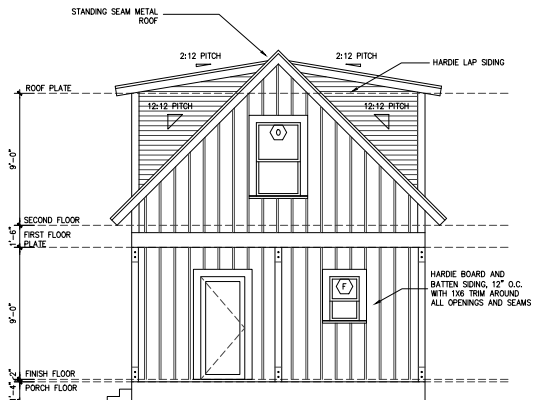 STANDING SEAM METAL
ROOF
2:12 PITCH
2:12 PITCH
HARDIE LAP SIDING
ROOF PLATE
12:12 PITCH
12:12 PITCH
O
9'-0"
SECOND FLOOR
1'-6"
FIRST FLOOR
PLATE
HARDIE BOARD AND
BATTEN SIDING, 12" O.C.
WITH 1X6 TRIM AROUND
ALL OPENINGS AND SEAMS
F
9'-0"
FINISH FLOOR
PORCH FLOOR